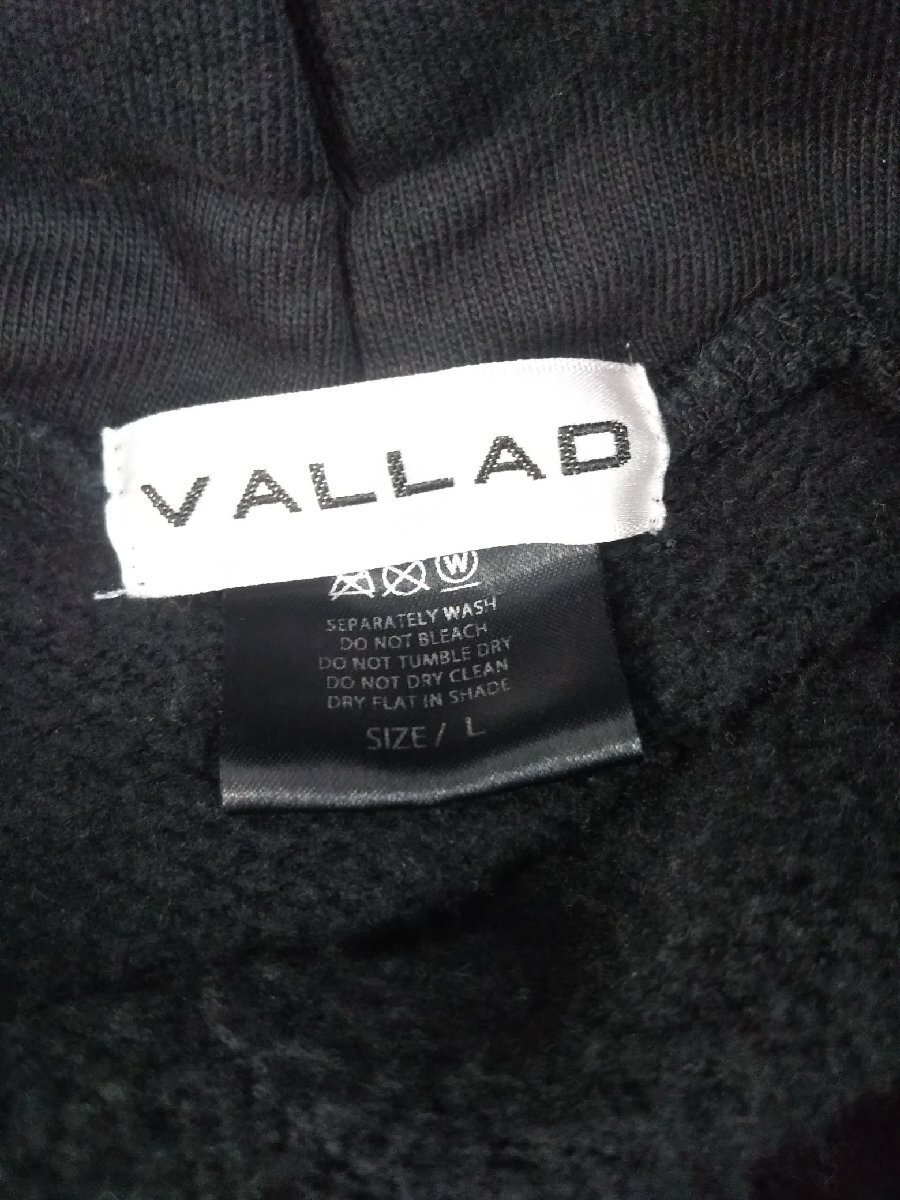 VALLAD
W
SEPARATELY WASH
DO NOT BLEACH
DO NOT TUMBLE DRY
DO NOT DRY CLEAN
DRY FLAT IN SHADE
SIZE / L